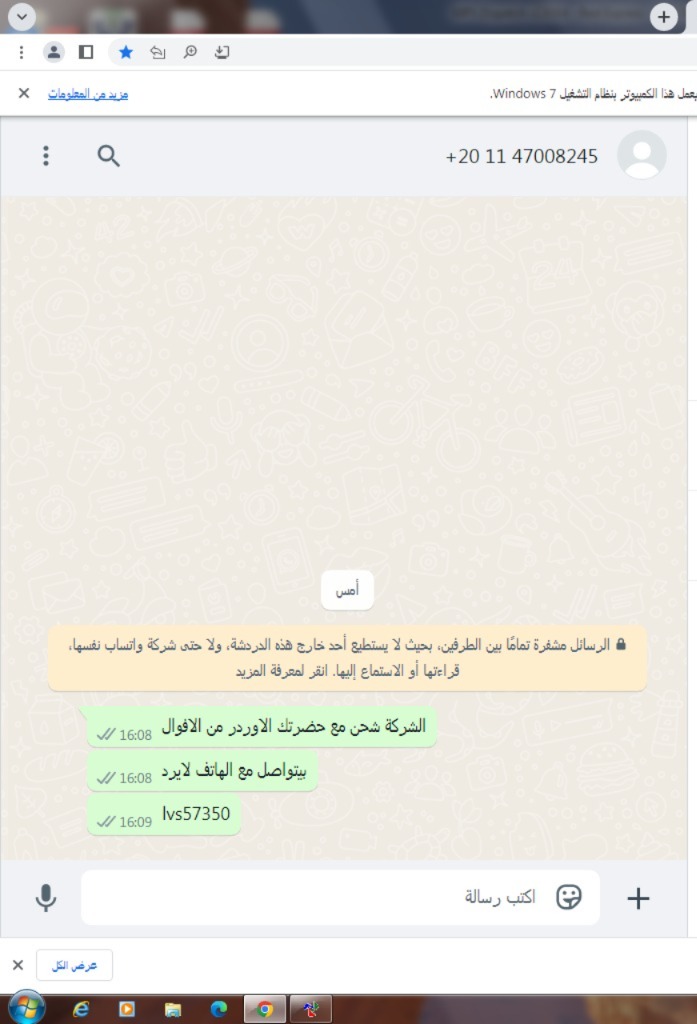 يعمل هذا الكمبيوتر بنظام التشغيل Windows 7.
مزيد من المعلومات
+20 11 47008245
أمس
الرسائل مشفرة تمامًا بين الطرفين، بحيث لا يستطيع أحد خارج هذه الدردشة، ولا حتى شركة واتساب نفسها،
قراءتها أو الاستماع إليها. انقر لمعرفة المزيد
الشركة شحن مع حضرتك الاوردر من الافوال
16:08
بيتواصل مع الهاتف لايرد
16:08
lvs57350
16:09
اكتب رسالة
عرض الكل